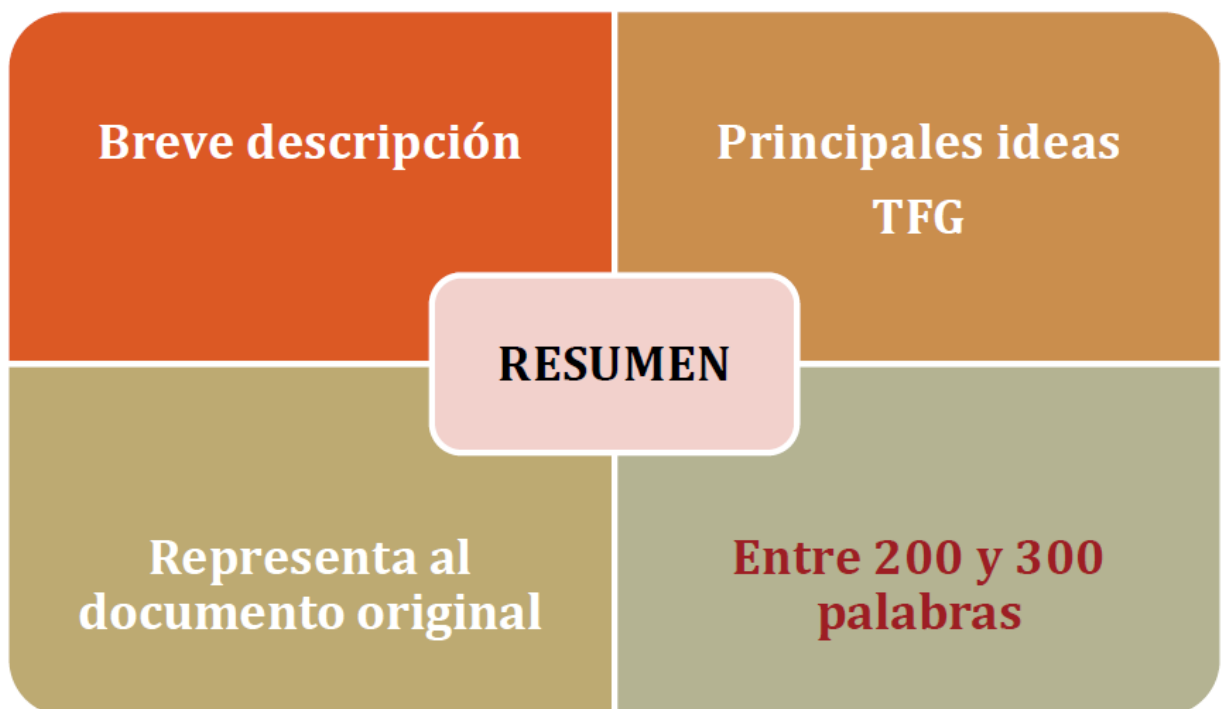 Breve descripción
Principales ideas
TFG
RESUMEN
Representa al
documento original
Entre 200 y 300
palabras